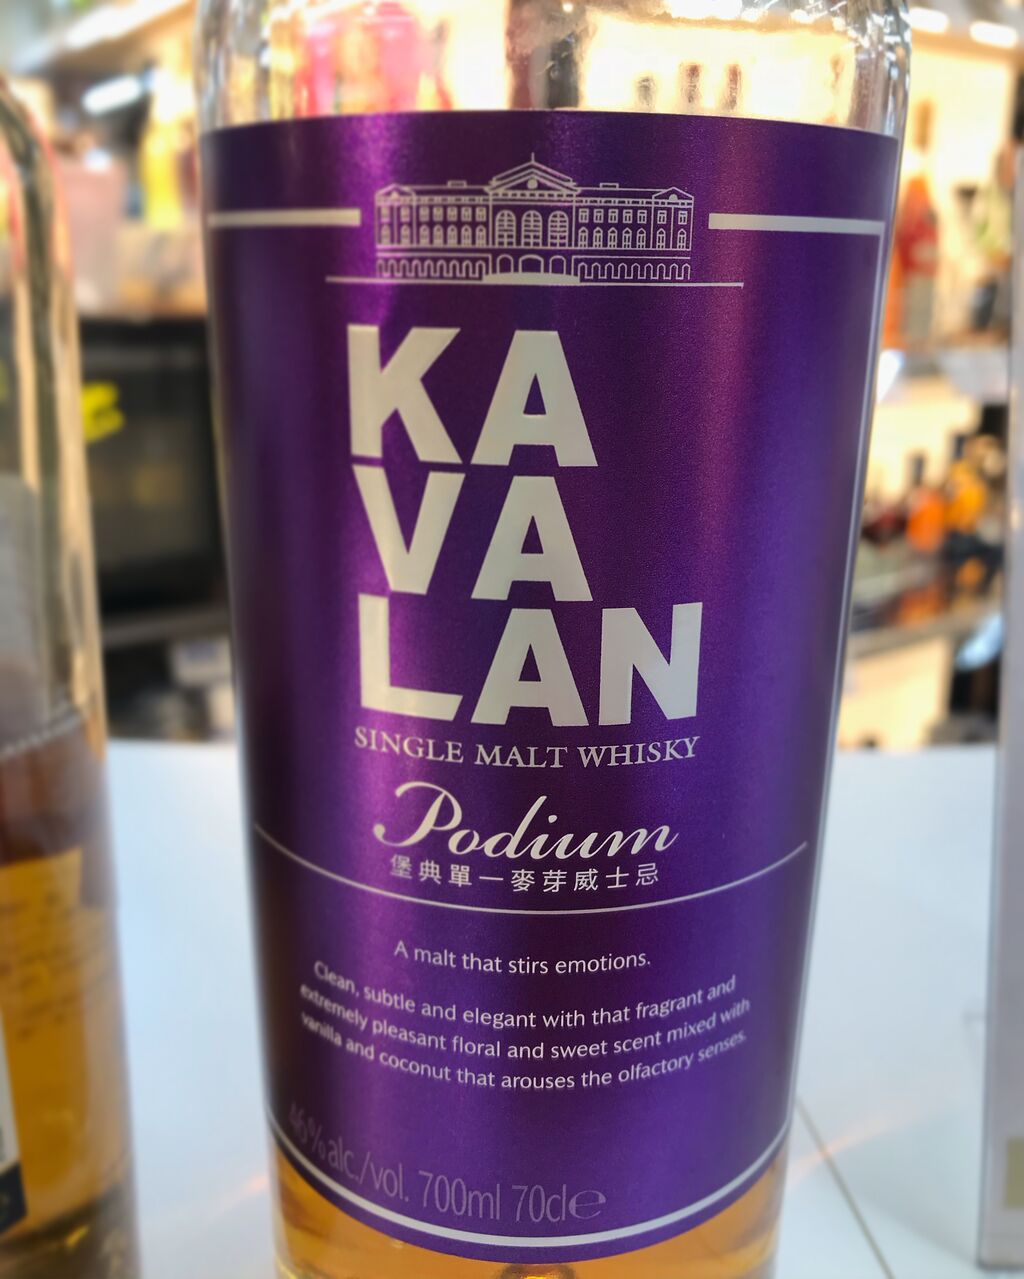 KA
VA
LAN
SINGLE MALT WHISKY
Podium
堡典單一麥芽威士忌
A malt that stirs emotions.
Clean, subtle and elegant with that fragrant and
extremely pleasant floral and sweet scent mixed with
vanilla and coconut that arouses the olfactory senses.
46%alc./vol. 700ml 70cl℮